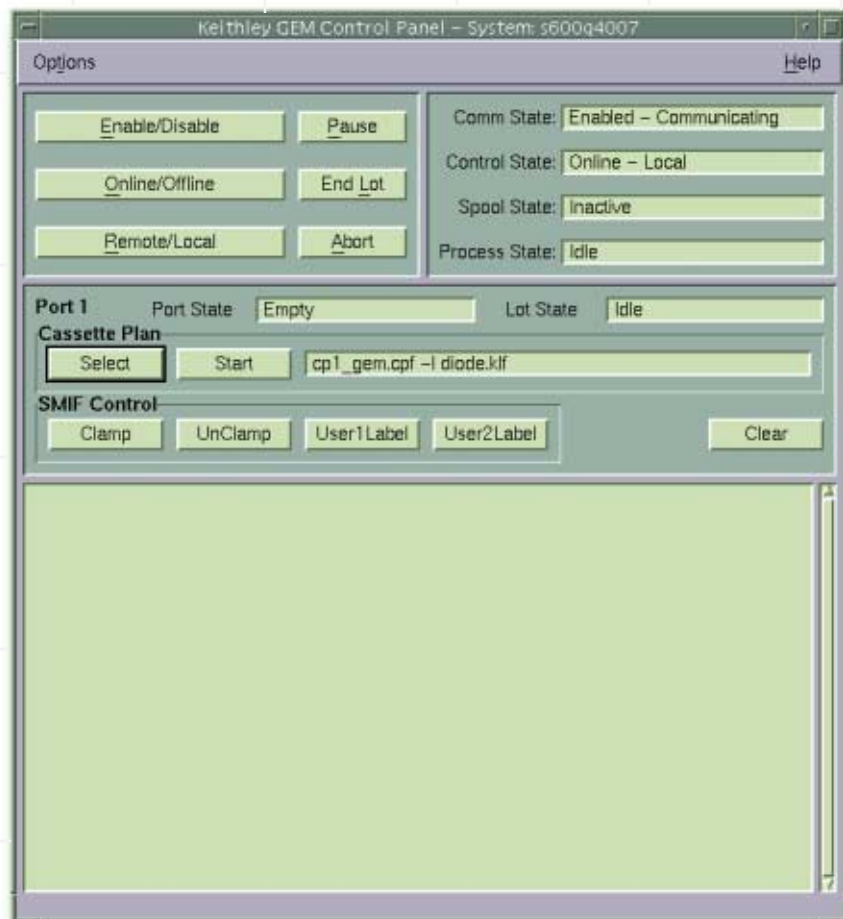 Keithley GEM Control Panel – System: s600q4007
Options Help
Enable/Disable Pause
Online/Offline End Lot
Remote/Local Abort
Comm State: Enabled – Communicating
Control State: Online – Local
Spool State: Inactive
Process State: Idle
Port 1 Port State Empty Lot State Idle
Cassette Plan
Select Start cp1_gem.cpf –l diode.klf
SMIF Control
Clamp UnClamp User1Label User2Label Clear